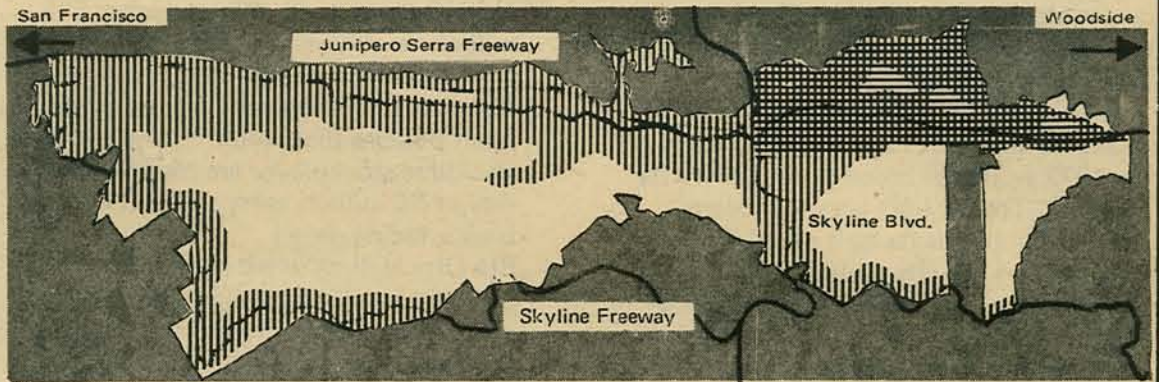 San Francisco
Woodside
Junipero Serra Freeway
Skyline Blvd.
Skyline Freeway